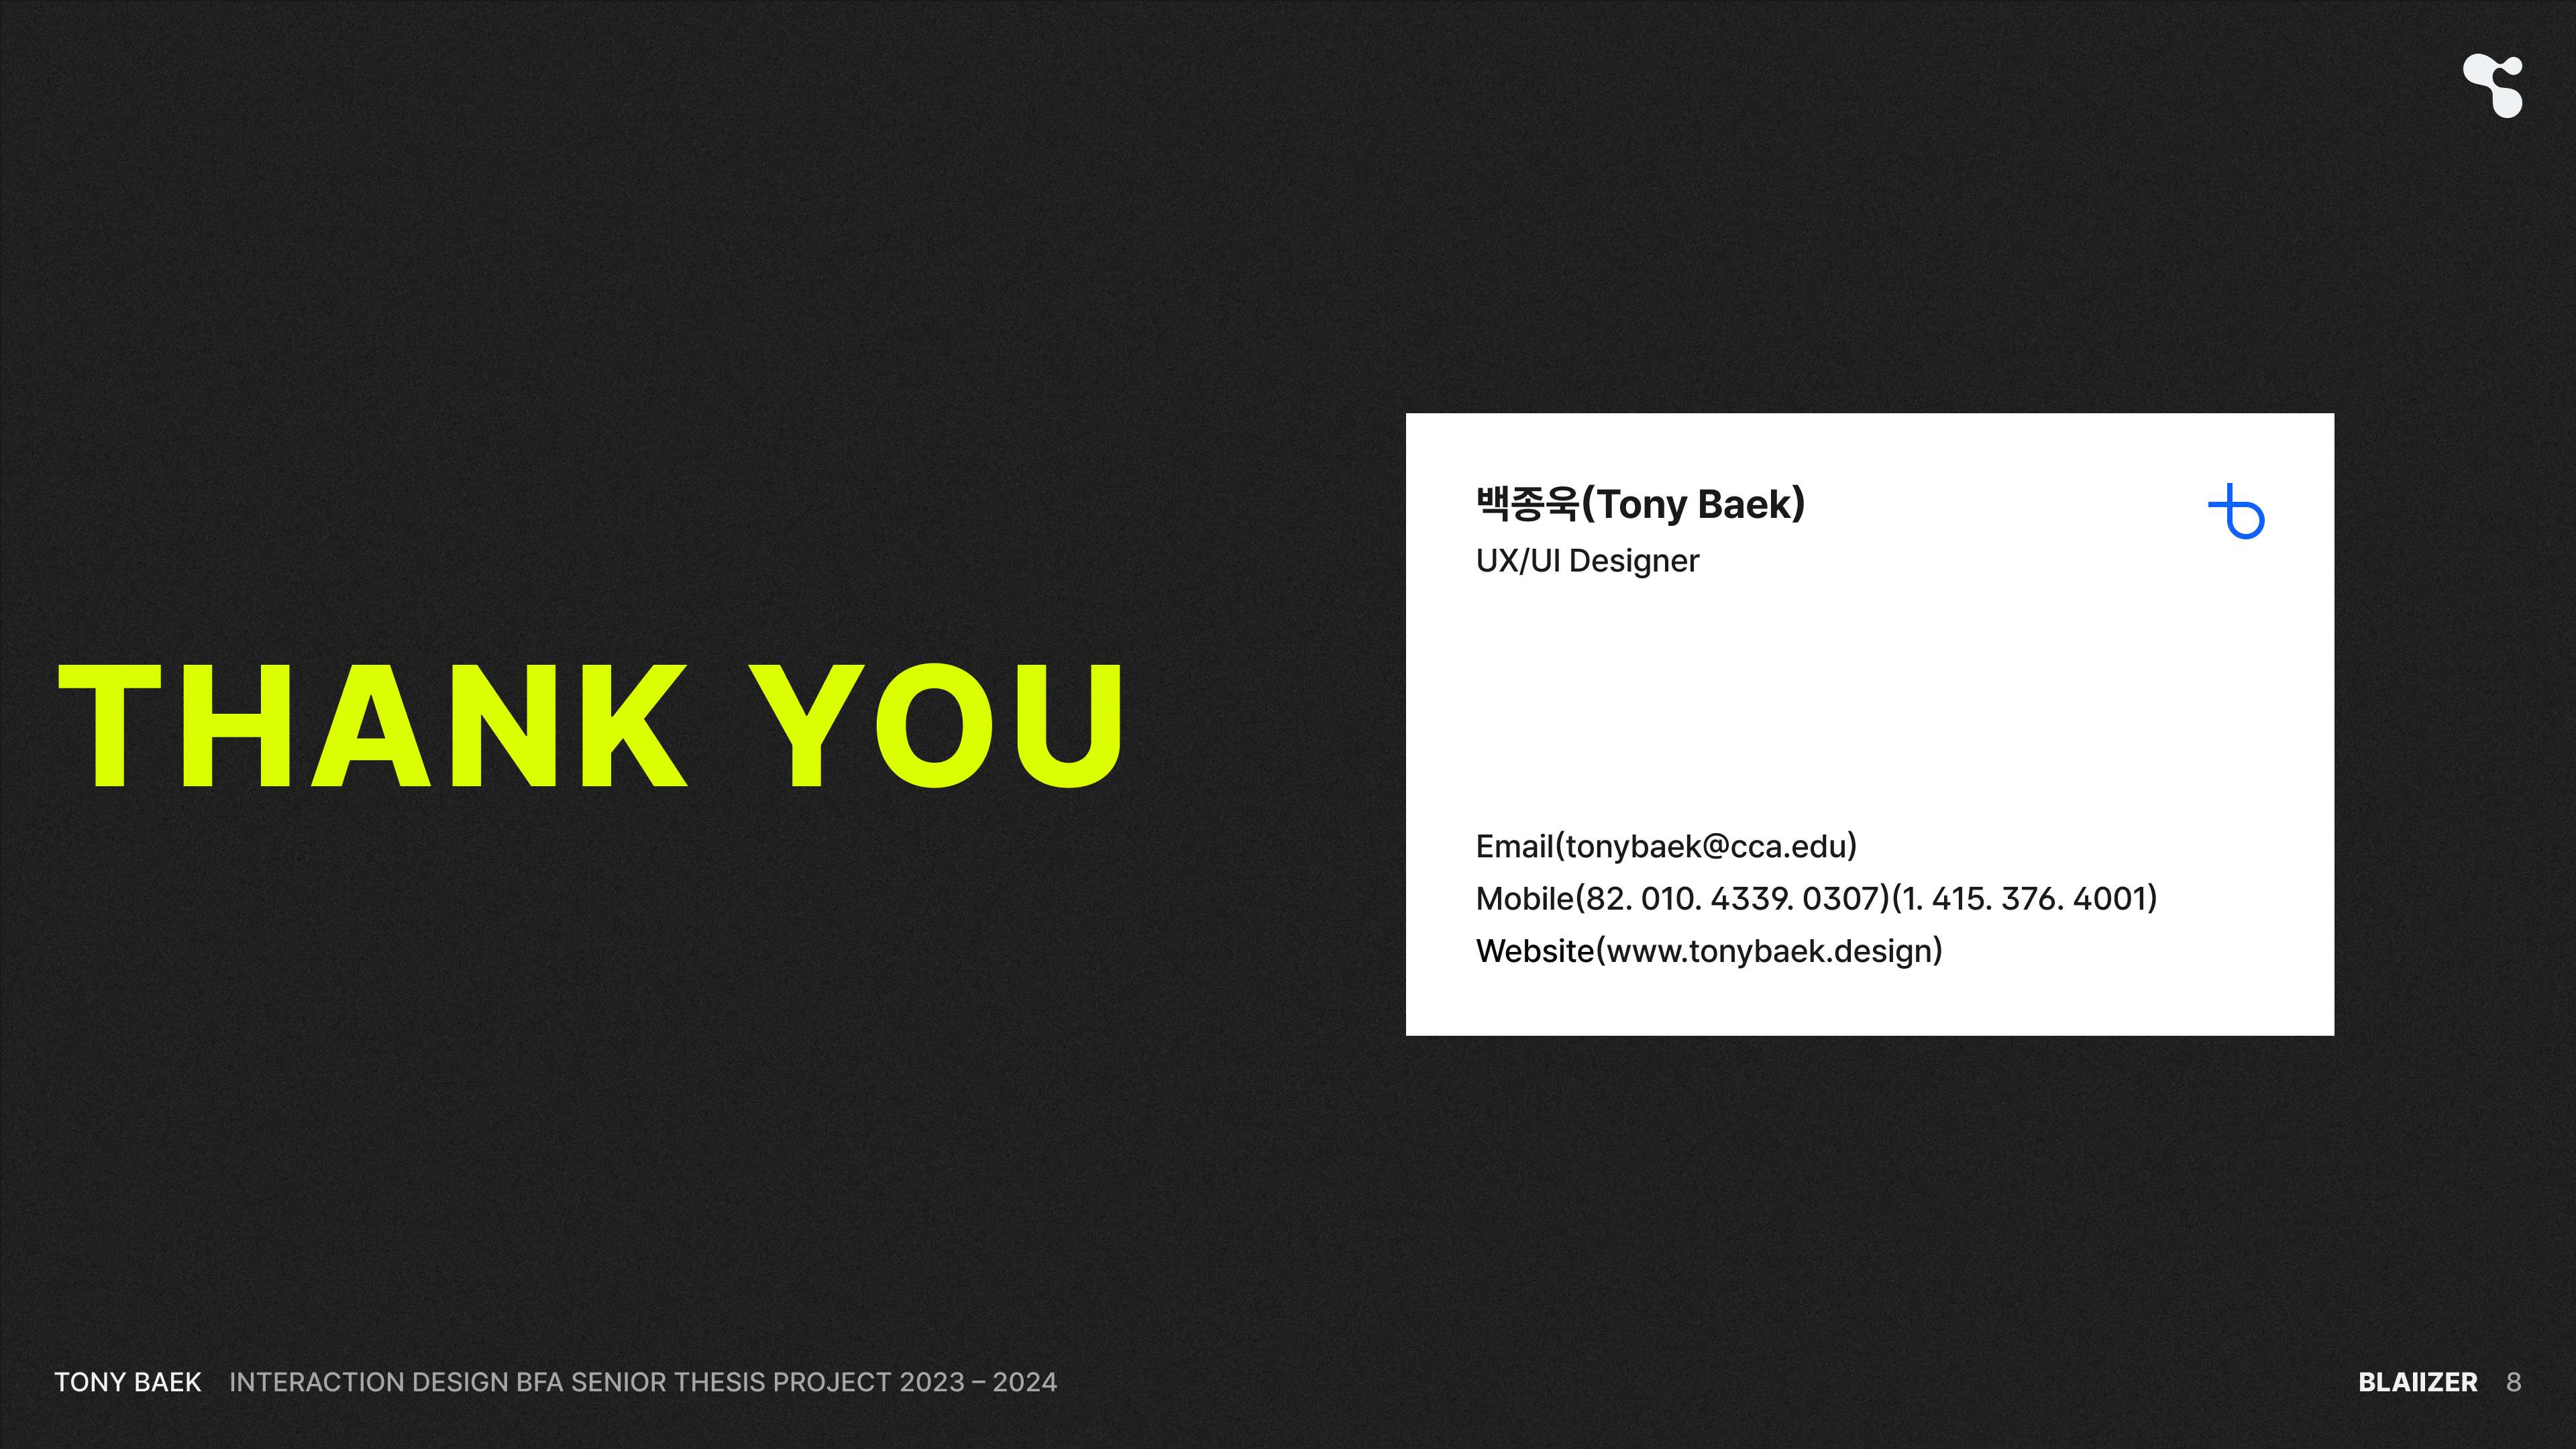 THANK YOU
백종욱(Tony Baek)
UX/UI Designer
Email(tonybaek@cca.edu)
Mobile(82. 010. 4339. 0307)(1. 415. 376. 4001)
Website(www.tonybaek.design)
TONY BAEK INTERACTION DESIGN BFA SENIOR THESIS PROJECT 2023 – 2024
BLAIIZER 8